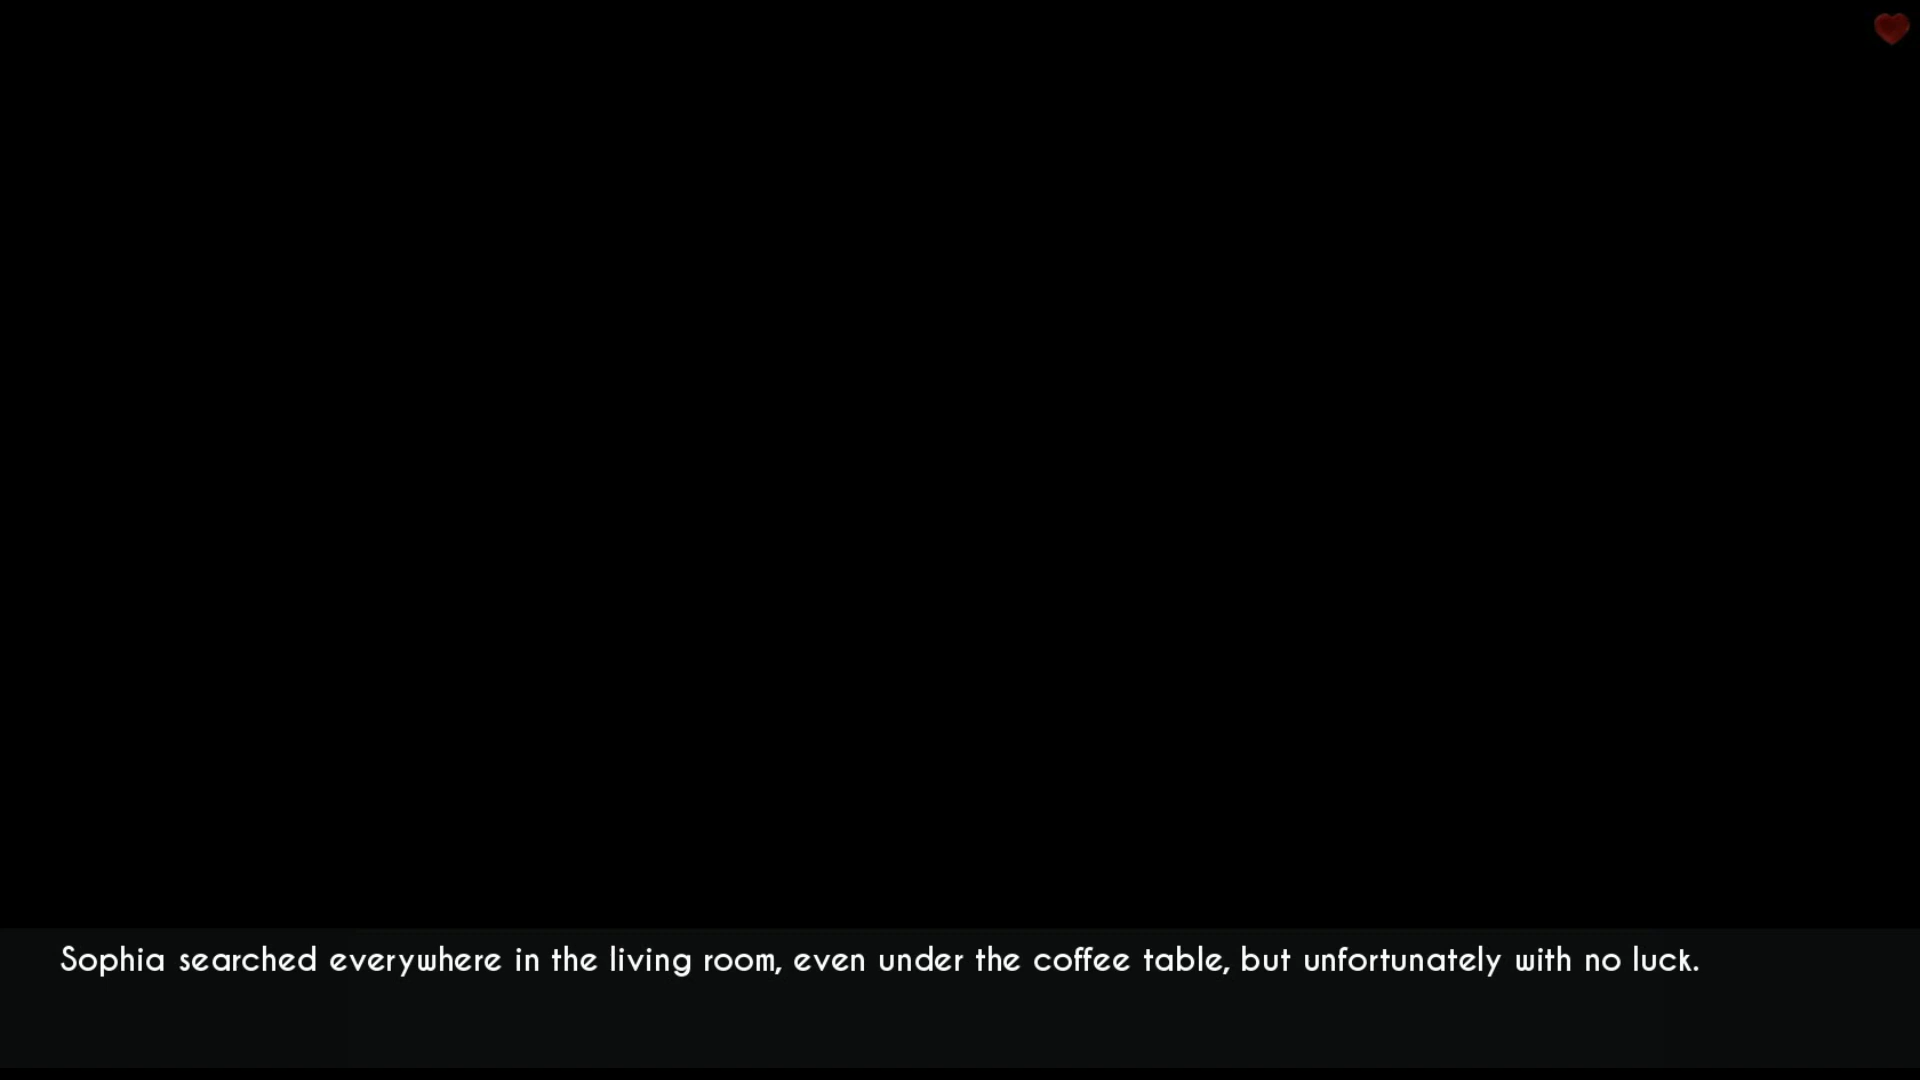 Sophia searched everywhere in the living room, even under the coffee table, but unfortunately with no luck.